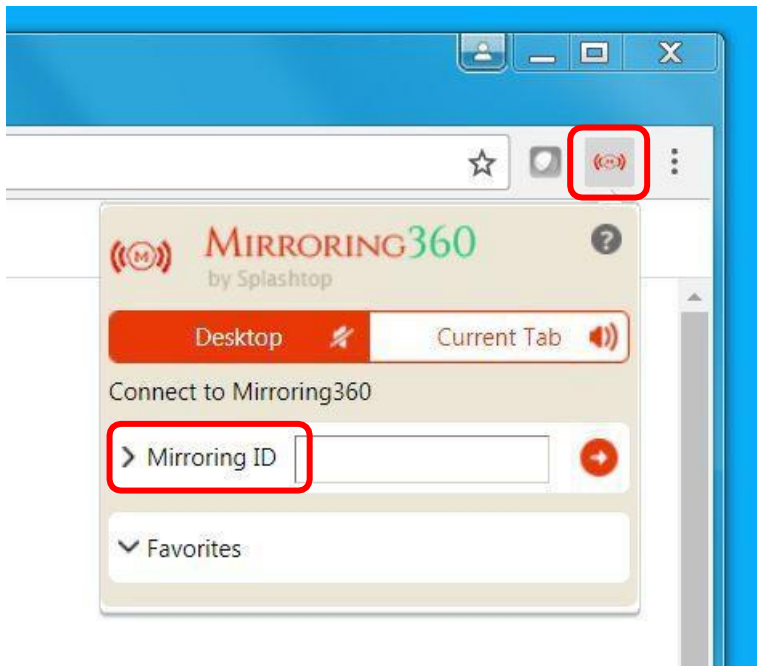 MIRRORING360
by Splashtop
Desktop Current Tab
Connect to Mirroring360
Mirroring ID
Favorites